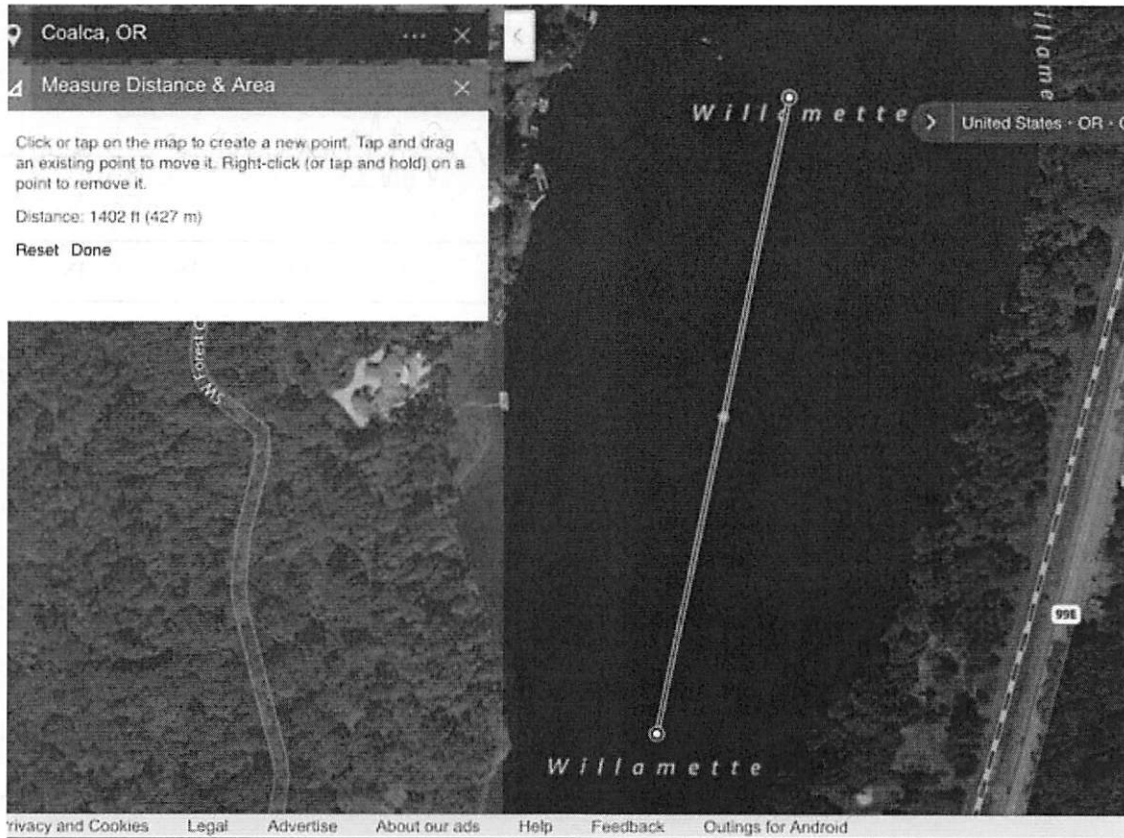 Coalca, OR
Measure Distance & Area
Click or tap on the map to create a new point. Tap and drag
an existing point to move it. Right-click (or tap and hold) on a
point to remove it.
Distance: 1402 ft (427 m)
Reset Done
Willamette
United States · OR ·
SW Forest
99E
Willamette
Privacy and Cookies Legal Advertise About our ads Help Feedback Outings for Android